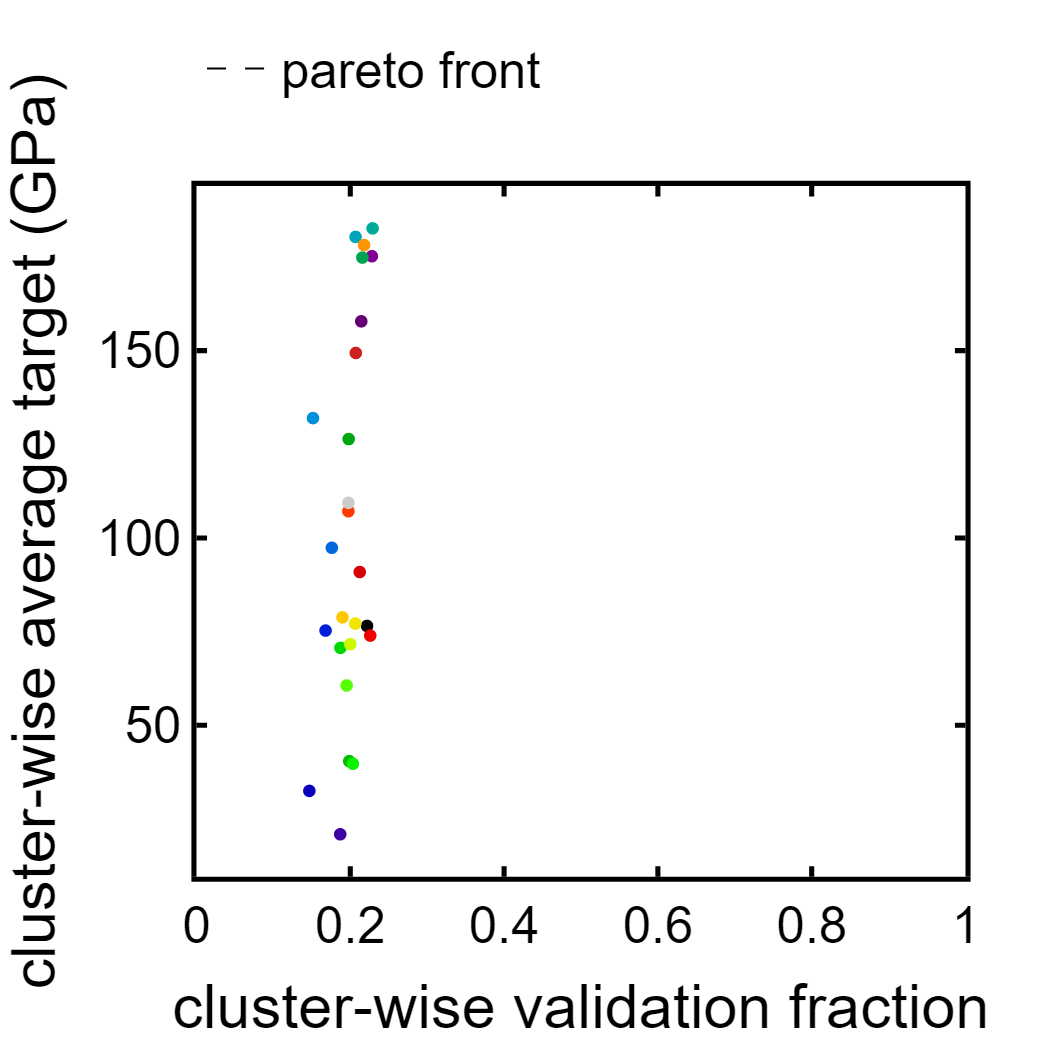 pareto front
cluster-wise average target (GPa)
150
100
50
0 0.2 0.4 0.6 0.8 1
cluster-wise validation fraction